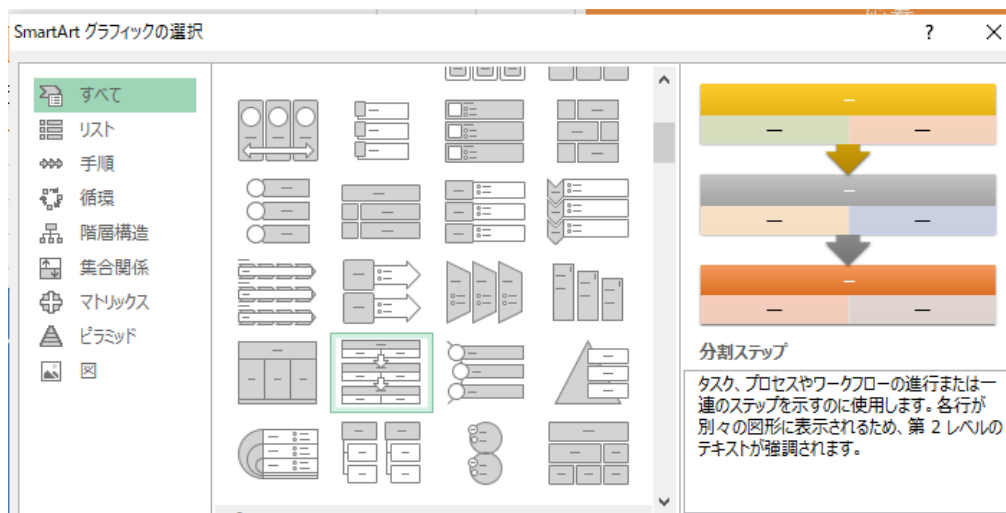 SmartArt グラフィックの選択
?
すべて
リスト
手順
循環
階層構造
集合関係
マトリックス
ピラミッド
図
分割ステップ
タスク、プロセスやワークフローの進行または一
連のステップを示すのに使用します。各行が
別々の図形に表示されるため、第 2 レベルの
テキストが強調されます。